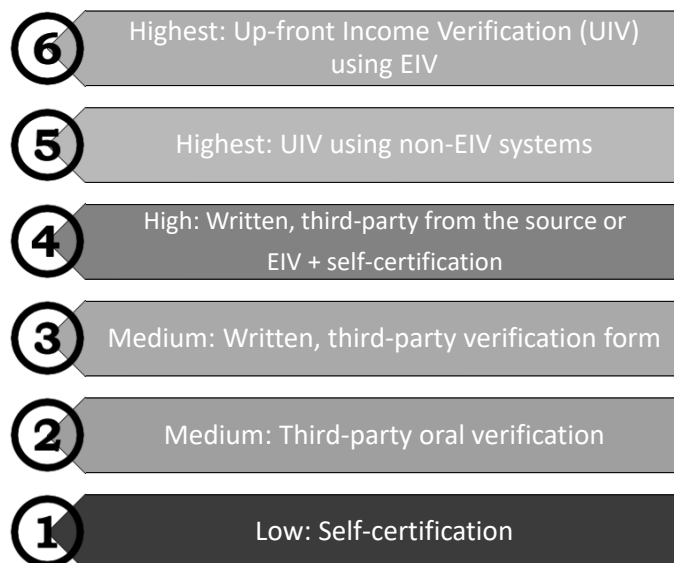 6
Highest: Up-front Income Verification (UIV)
using EIV
5
Highest: UIV using non-EIV systems
4
High: Written, third-party from the source or
EIV + self-certification
3
Medium: Written, third-party verification form
2
Medium: Third-party oral verification
1
Low: Self-certification